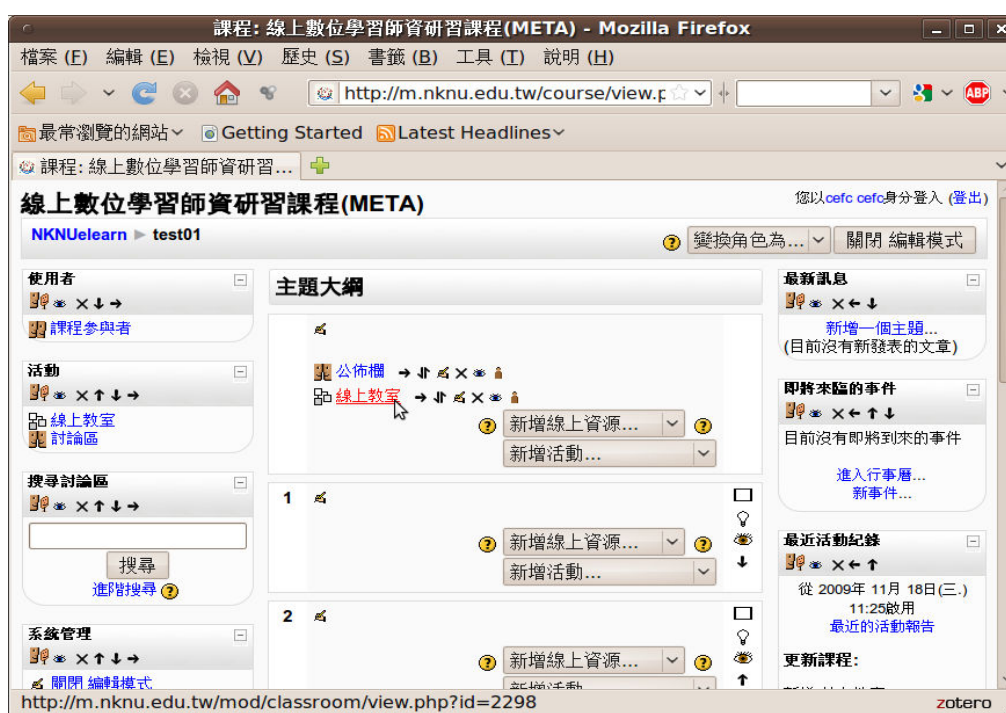 課程: 線上數位學習師資研習課程(META) - Mozilla Firefox
檔案 (F) 編輯 (E) 檢視 (V) 歷史 (S) 書籤 (B) 工具 (T) 說明 (H)
http://m.nknu.edu.tw/course/view.p
ABP
最常瀏覽的網站 Getting Started Latest Headlines
課程: 線上數位學習師資研習...
線上數位學習師資研習課程(META)
您以cefc cefc身分登入 (登出)
NKNUelearn ► test01
變換角色為...
關閉 編輯模式
使用者
課程參與者
活動
線上教室
討論區
搜尋討論區
搜尋
進階搜尋
系統管理
關閉 編輯模式
主題大綱
公佈欄
線上教室
新增線上資源...
新增活動...
1
新增線上資源...
新增活動...
2
新增線上資源...
新增活動...
最新訊息
新增一個主題...
(目前沒有新發表的文章)
即將來臨的事件
目前沒有即將到來的事件
進入行事曆...
新事件...
最近活動紀錄
從 2009年 11月 18日(三.)
11:25啟用
最近的活動報告
更新課程:
http://m.nknu.edu.tw/mod/classroom/view.php?id=2298
zotero